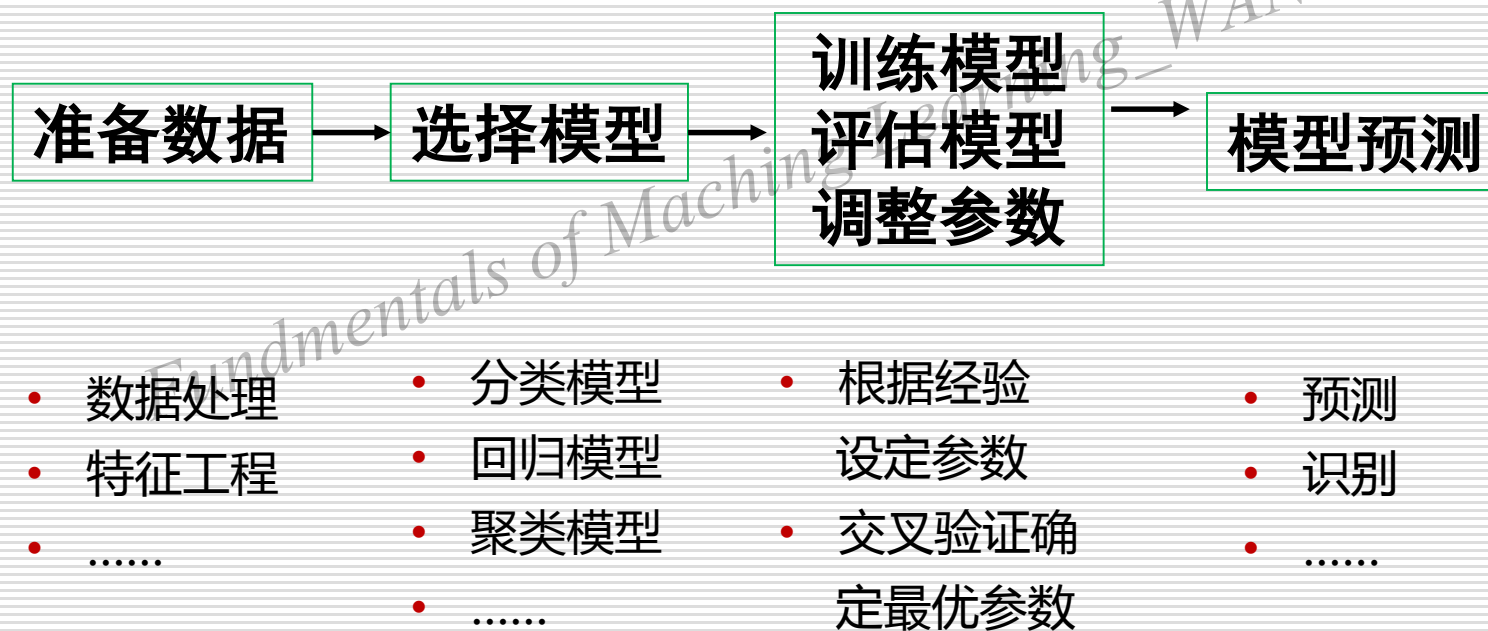 准备数据
选择模型
训练模型
评估模型
调整参数
模型预测
Fundmentals of Maching Learning_WAN
• 数据处理
• 特征工程
• ......
• 分类模型
• 回归模型
• 聚类模型
• ......
• 根据经验
设定参数
• 交叉验证确
定最优参数
• 预测
• 识别
• ......